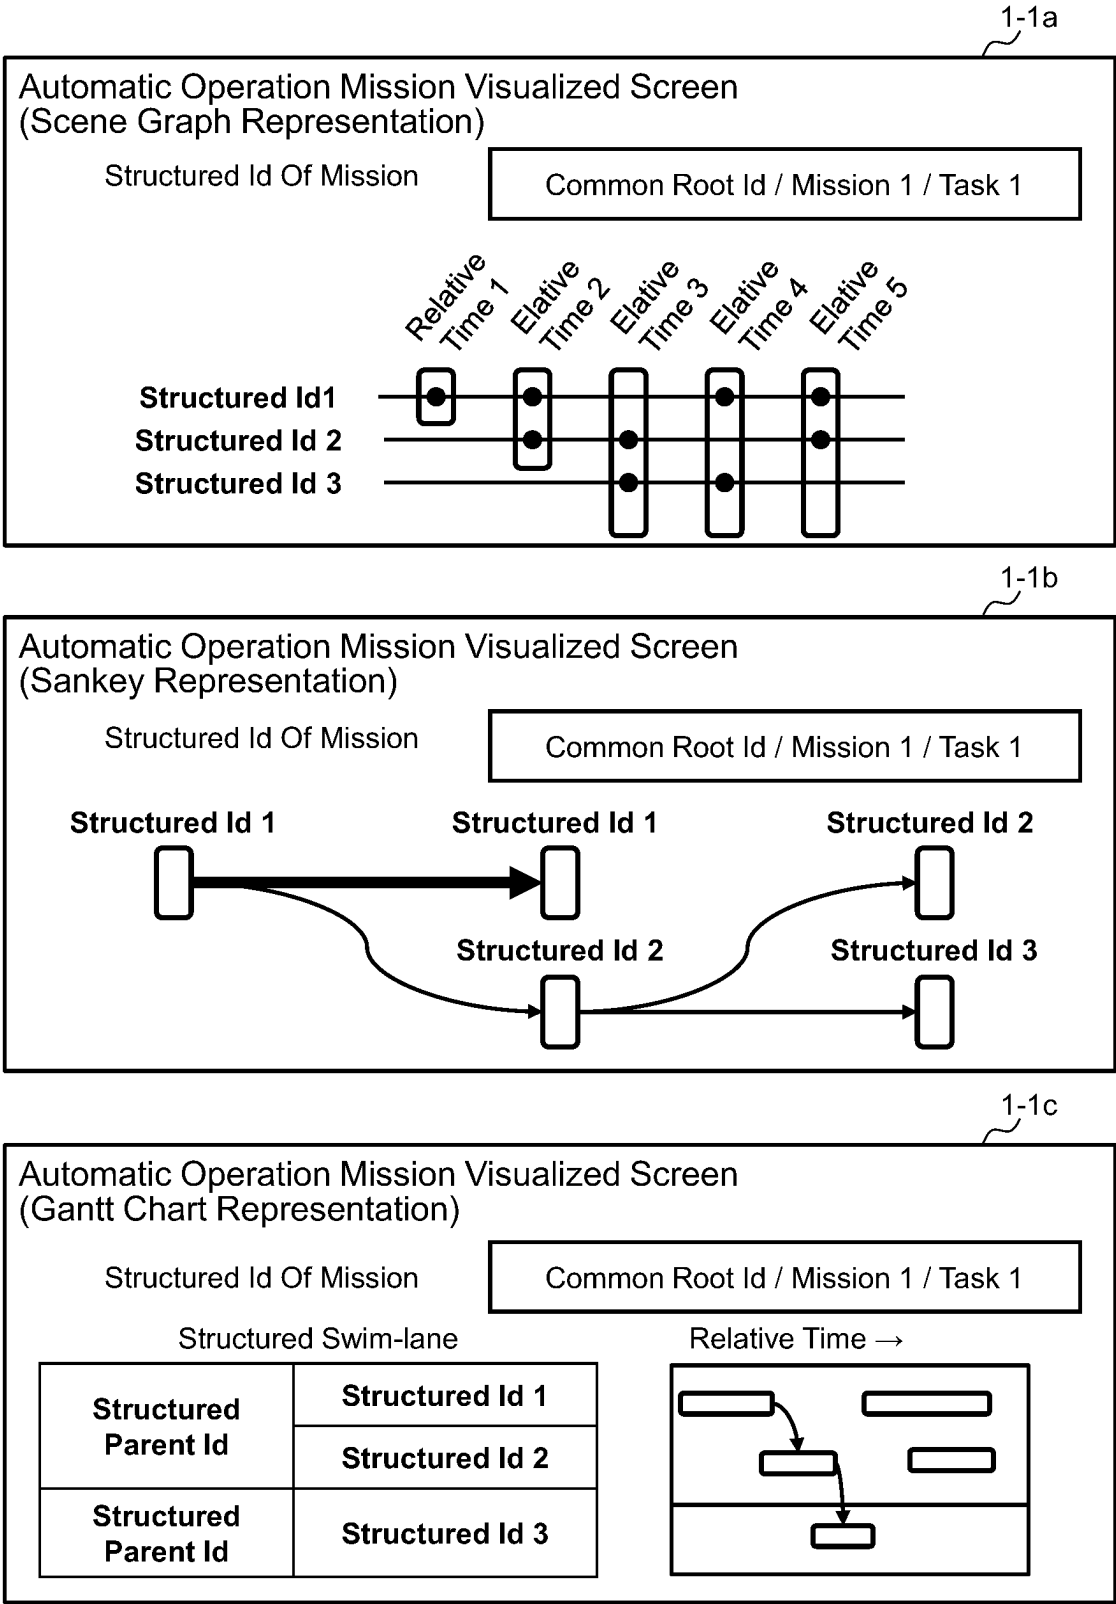 1-1a
Automatic Operation Mission Visualized Screen
(Scene Graph Representation)
Structured Id Of Mission
Common Root Id / Mission 1 / Task 1
Relative
Time 1
Elative
Time 2
Elative
Time 3
Elative
Time 4
Elative
Time 5
Structured Id1
Structured Id 2
Structured Id 3
1-1b
Automatic Operation Mission Visualized Screen
(Sankey Representation)
Structured Id Of Mission
Common Root Id / Mission 1 / Task 1
Structured Id 1
Structured Id 1
Structured Id 2
Structured Id 2
Structured Id 3
1-1c
Automatic Operation Mission Visualized Screen
(Gantt Chart Representation)
Structured Id Of Mission
Common Root Id / Mission 1 / Task 1
Structured Swim-lane
Relative Time →
Structured
Parent Id
Structured Id 1
Structured Id 2
Structured
Parent Id
Structured Id 3